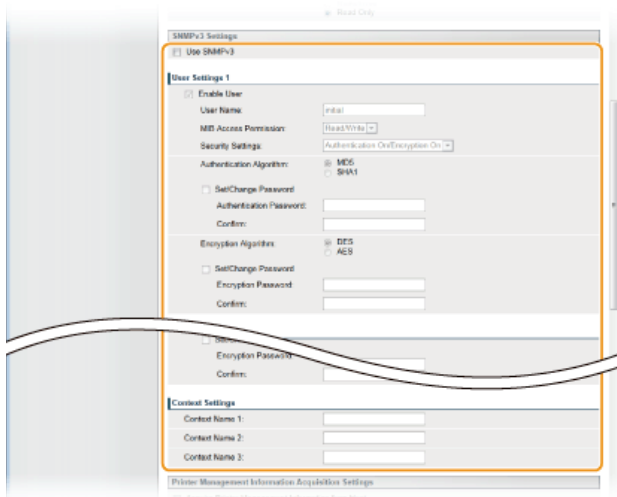 Read Only
SNMPv3 Settings
Use SNMPv3
User Settings 1
Enable User
User Name: initial
MIB Access Permission: Read/Write
Security Settings: Authentication On/Encryption On
Authentication Algorithm: MD5
SHA1
Set/Change Password
Authentication Password:
Confirm:
Encryption Algorithm: DES
AES
Set/Change Password
Encryption Password:
Confirm:
Encryption Password
Confirm:
Context Settings
Context Name 1:
Context Name 2:
Context Name 3:
Printer Management Information Acquisition Settings